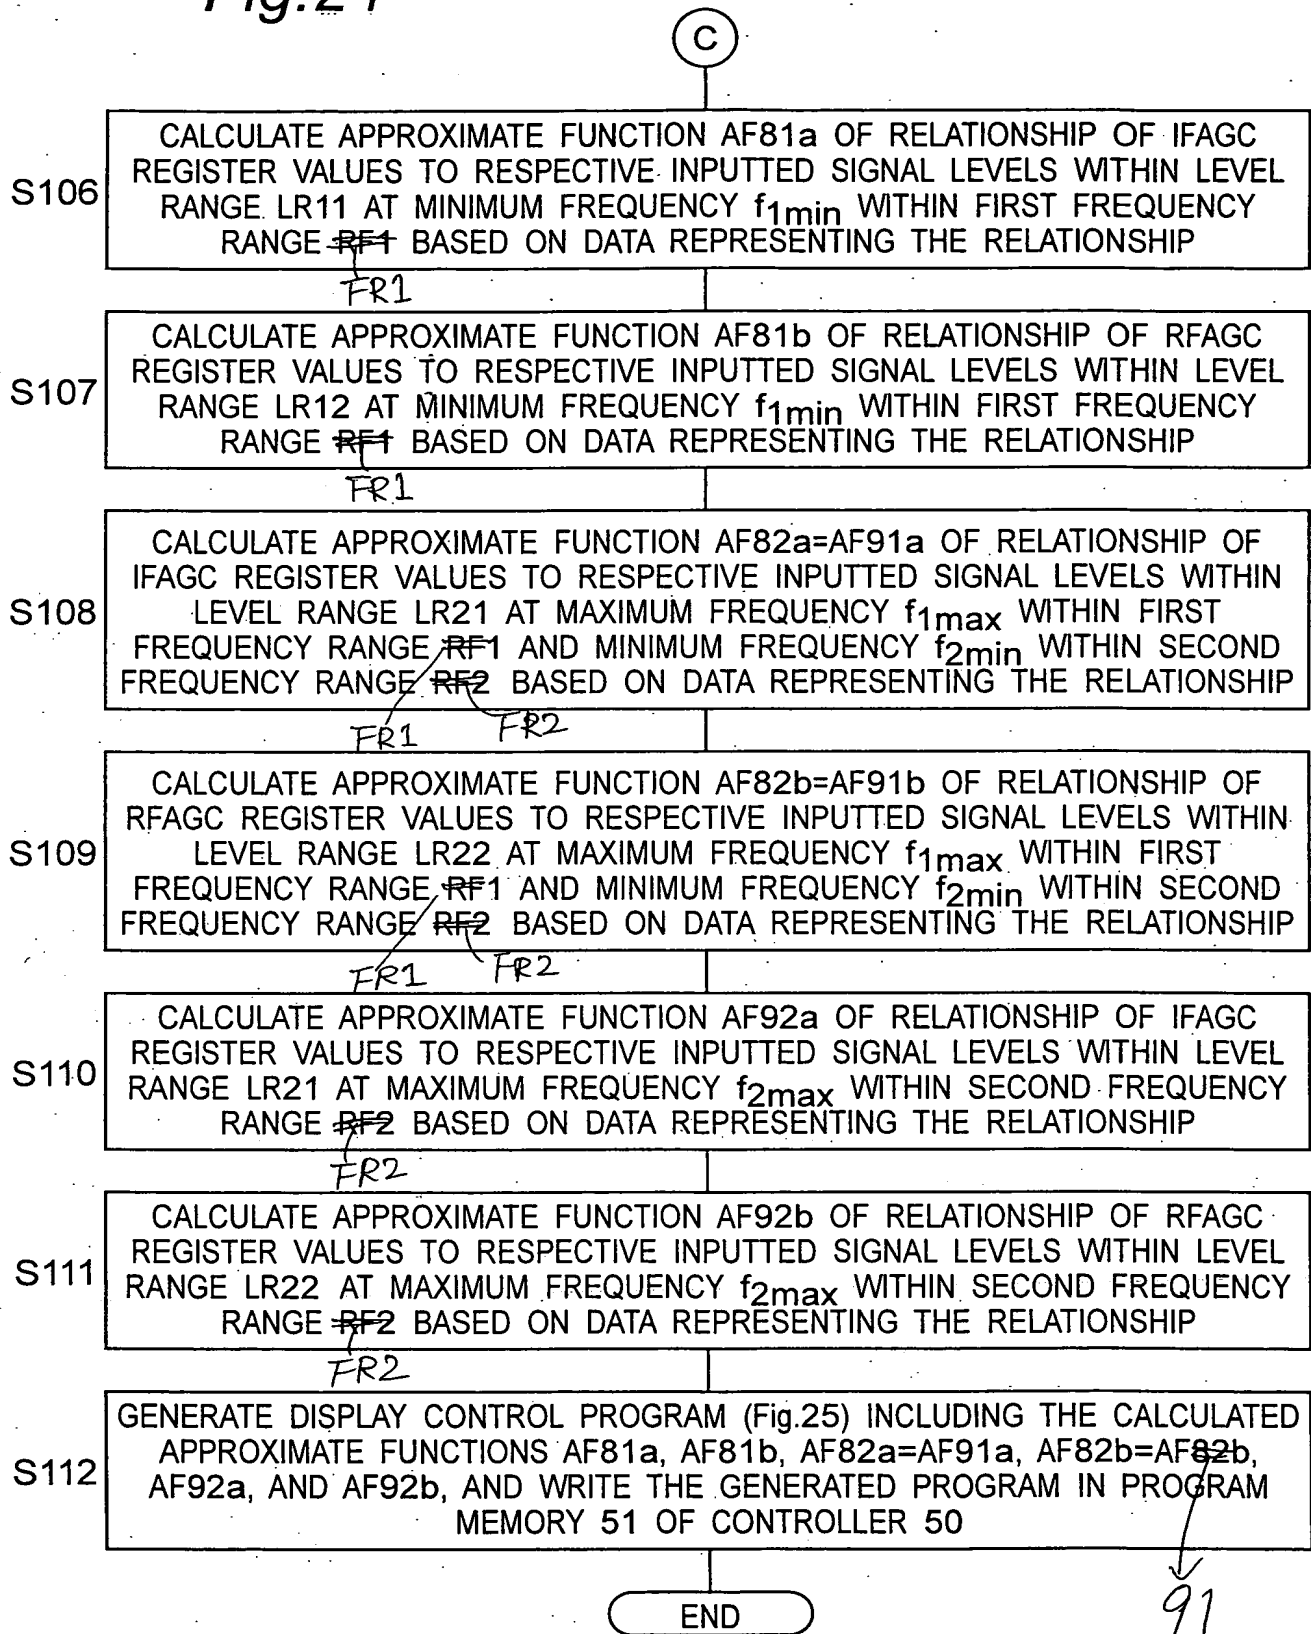 Fig.24
C
S106
CALCULATE APPROXIMATE FUNCTION AF81a OF RELATIONSHIP OF IFAGC
REGISTER VALUES TO RESPECTIVE INPUTTED SIGNAL LEVELS WITHIN LEVEL
RANGE LR11 AT MINIMUM FREQUENCY f1min WITHIN FIRST FREQUENCY
RANGE RF1 BASED ON DATA REPRESENTING THE RELATIONSHIP
FR1
S107
CALCULATE APPROXIMATE FUNCTION AF81b OF RELATIONSHIP OF RFAGC
REGISTER VALUES TO RESPECTIVE INPUTTED SIGNAL LEVELS WITHIN LEVEL
RANGE LR12 AT MINIMUM FREQUENCY f1min WITHIN FIRST FREQUENCY
RANGE RF1 BASED ON DATA REPRESENTING THE RELATIONSHIP
FR1
S108
CALCULATE APPROXIMATE FUNCTION AF82a=AF91a OF RELATIONSHIP OF
IFAGC REGISTER VALUES TO RESPECTIVE INPUTTED SIGNAL LEVELS WITHIN
LEVEL RANGE LR21 AT MAXIMUM FREQUENCY f1max WITHIN FIRST
FREQUENCY RANGE RF1 AND MINIMUM FREQUENCY f2min WITHIN SECOND
FREQUENCY RANGE RF2 BASED ON DATA REPRESENTING THE RELATIONSHIP
FR1 FR2
S109
CALCULATE APPROXIMATE FUNCTION AF82b=AF91b OF RELATIONSHIP OF
RFAGC REGISTER VALUES TO RESPECTIVE INPUTTED SIGNAL LEVELS WITHIN
LEVEL RANGE LR22 AT MAXIMUM FREQUENCY f1max WITHIN FIRST
FREQUENCY RANGE RF1 AND MINIMUM FREQUENCY f2min WITHIN SECOND
FREQUENCY RANGE RF2 BASED ON DATA REPRESENTING THE RELATIONSHIP
FR1 FR2
S110
CALCULATE APPROXIMATE FUNCTION AF92a OF RELATIONSHIP OF IFAGC
REGISTER VALUES TO RESPECTIVE INPUTTED SIGNAL LEVELS WITHIN LEVEL
RANGE LR21 AT MAXIMUM FREQUENCY f2max WITHIN SECOND FREQUENCY
RANGE RF2 BASED ON DATA REPRESENTING THE RELATIONSHIP
FR2
S111
CALCULATE APPROXIMATE FUNCTION AF92b OF RELATIONSHIP OF RFAGC
REGISTER VALUES TO RESPECTIVE INPUTTED SIGNAL LEVELS WITHIN LEVEL
RANGE LR22 AT MAXIMUM FREQUENCY f2max WITHIN SECOND FREQUENCY
RANGE RF2 BASED ON DATA REPRESENTING THE RELATIONSHIP
FR2
S112
GENERATE DISPLAY CONTROL PROGRAM (Fig.25) INCLUDING THE CALCULATED
APPROXIMATE FUNCTIONS AF81a, AF81b, AF82a=AF91a, AF82b=AF82b,
AF92a, AND AF92b, AND WRITE THE GENERATED PROGRAM IN PROGRAM
MEMORY 51 OF CONTROLLER 50
91
END